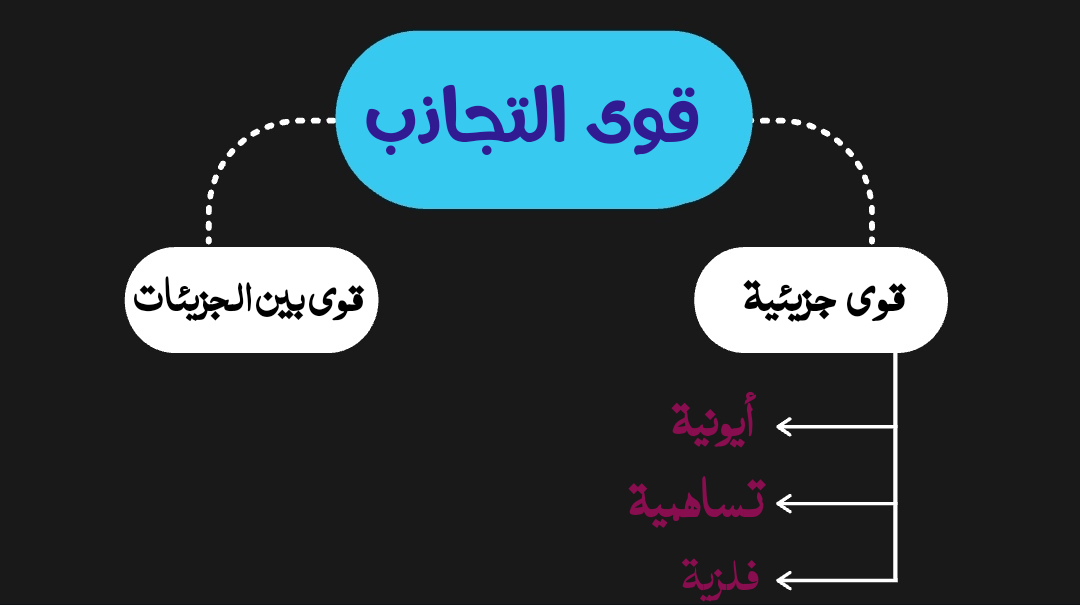 قوى التجاذب
قوى جزيئية
قوى بين الجزيئات
أيونية
تساهمية
فلزية